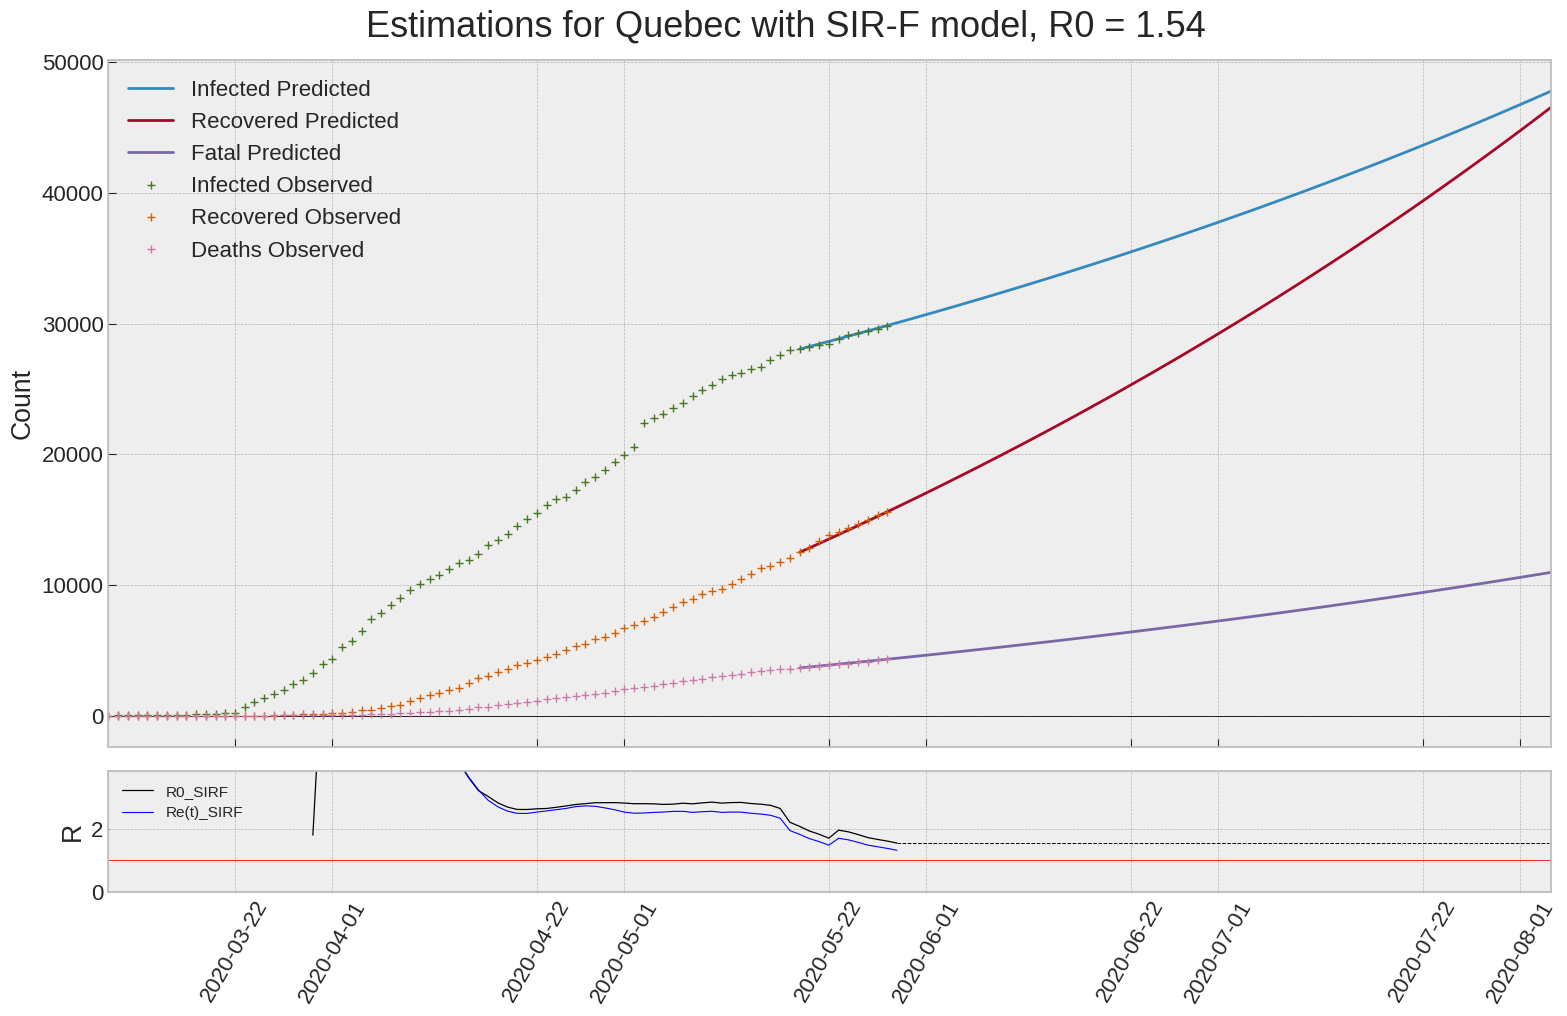 Estimations for Quebec with SIR-F model, R0 = 1.54
50000
40000
30000
20000
10000
0
Count
Infected Predicted
Recovered Predicted
Fatal Predicted
Infected Observed
Recovered Observed
Deaths Observed
R0_SIRF
Re(t)_SIRF
R
2
0
2020-03-22
2020-04-01
2020-04-22
2020-05-01
2020-05-22
2020-06-01
2020-06-22
2020-07-01
2020-07-22
2020-08-01